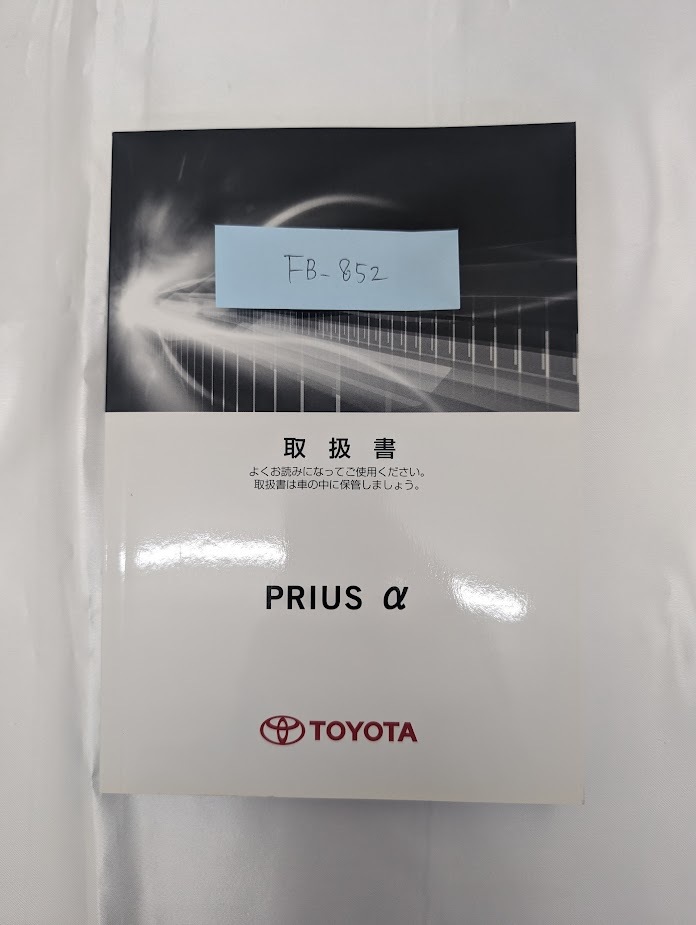 FB-852
取扱書
よくお読みになってご使用ください。
取扱書は車の中に保管しましょう。
PRIUS α
TOYOTA